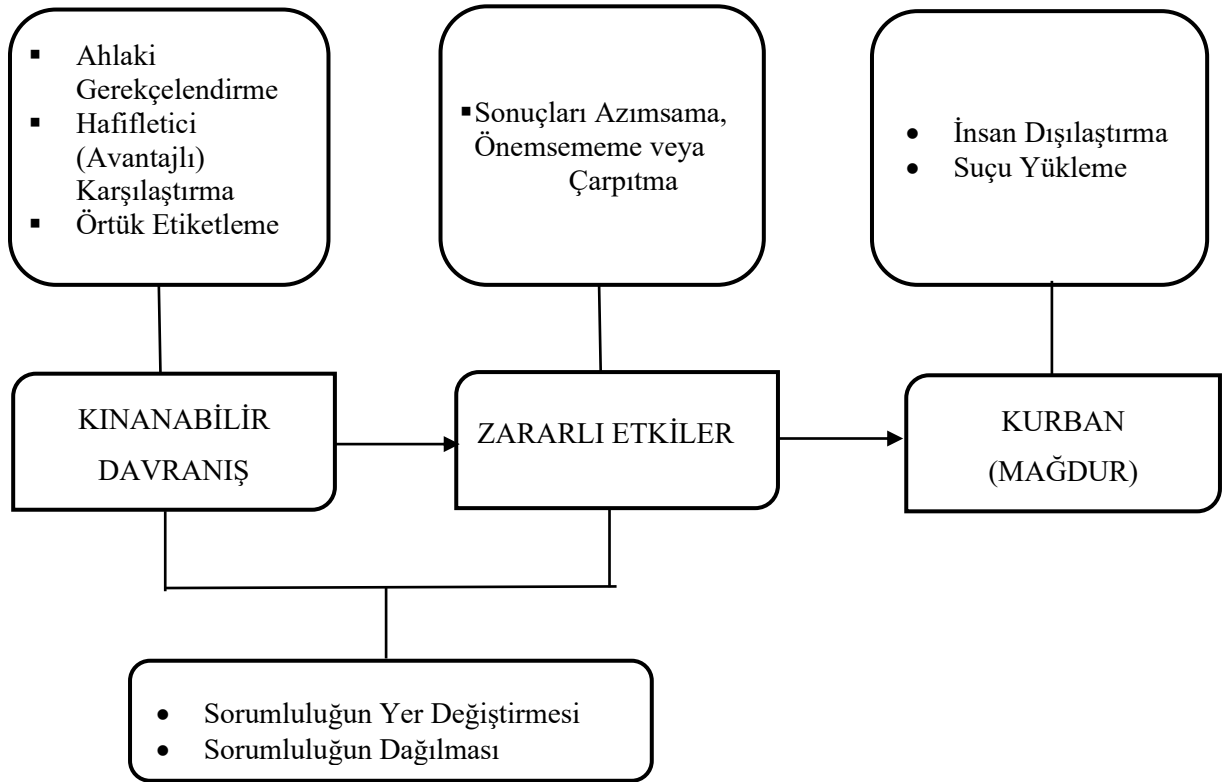 ▪ Ahlaki
Gerekçelendirme
▪ Hafifletici
(Avantajlı)
Karşılaştırma
▪ Örtük Etiketleme
▪Sonuçları Azımsama,
Önemsememe veya
Çarpıtma
• İnsan Dışılaştırma
• Suçu Yükleme
KINANABİLİR
DAVRANIŞ
ZARARLI ETKİLER
KURBAN
(MAĞDUR)
• Sorumluluğun Yer Değiştirmesi
• Sorumluluğun Dağılması